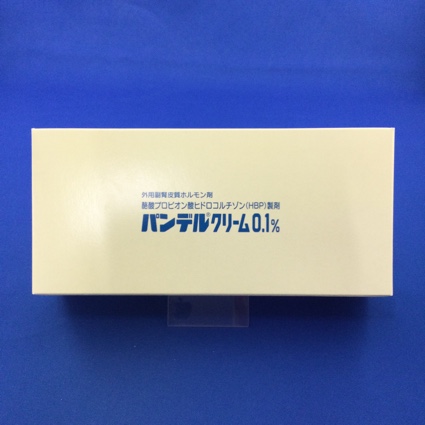 外用副腎皮質ホルモン剤
酪酸プロピオン酸ヒドロコルチゾン(HBP)製剤
パンデル®クリーム0.1%